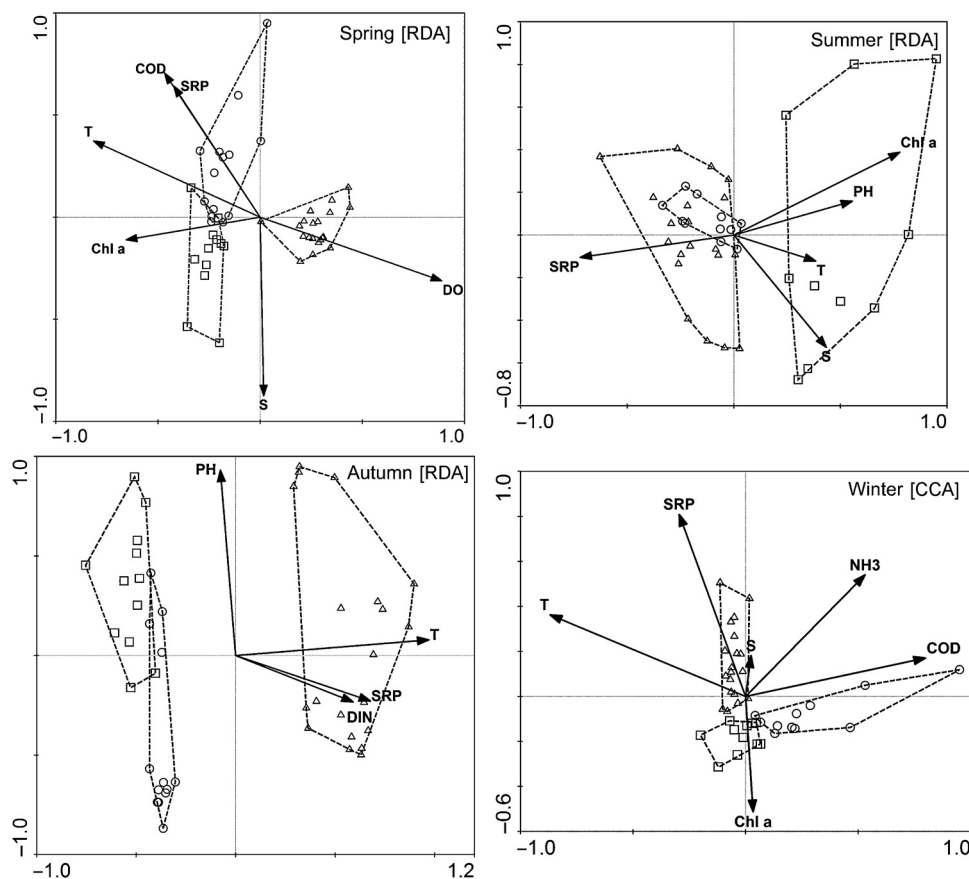 1.0
Spring [RDA]
COD
SRP
T
Chl a
DO
S
-1.0
-1.0
1.0
1.0
Summer [RDA]
Chl a
PH
SRP
T
S
-0.8
-1.0
1.0
1.0
PH
Autumn [RDA]
T
SRP
DIN
-1.0
-1.0
1.2
1.0
Winter [CCA]
SRP
NH3
T
S
COD
Chl a
-0.6
-1.0
1.0